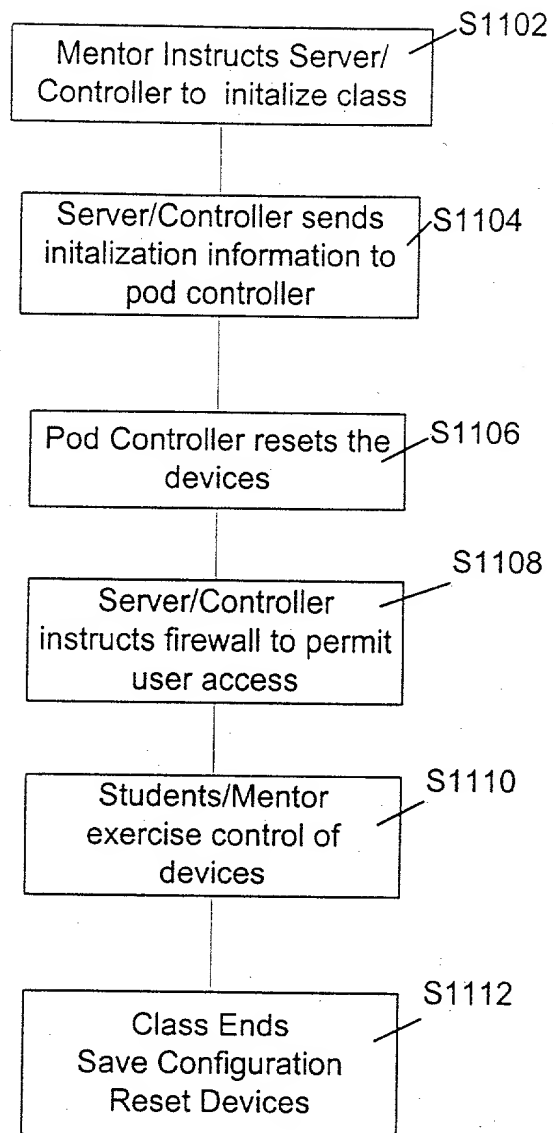 S1102
Mentor Instructs Server/
Controller to initalize class
Server/Controller sends
initalization information to
pod controller
S1104
Pod Controller resets the
devices
S1106
S1108
Server/Controller
instructs firewall to permit
user access
S1110
Students/Mentor
exercise control of
devices
S1112
Class Ends
Save Configuration
Reset Devices